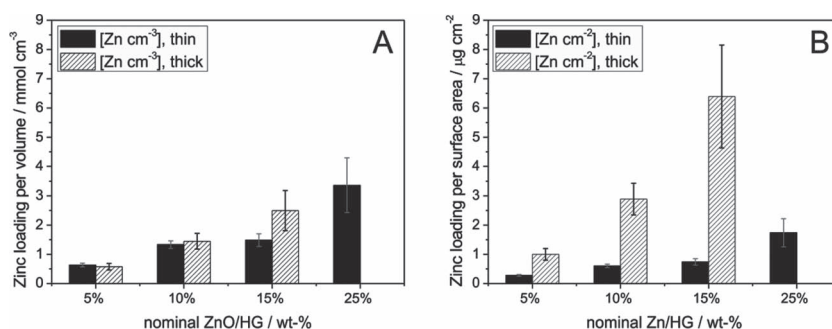 A
[Zn cm⁻³], thin
[Zn cm⁻³], thick
Zinc loading per volume / mmol cm⁻³
9
8
7
6
5
4
3
2
1
0
5% 10% 15% 25%
nominal ZnO/HG / wt-%
B
[Zn cm⁻²], thin
[Zn cm⁻²], thick
Zinc loading per surface area / µg cm⁻²
9
8
7
6
5
4
3
2
1
0
5% 10% 15% 25%
nominal Zn/HG / wt-%